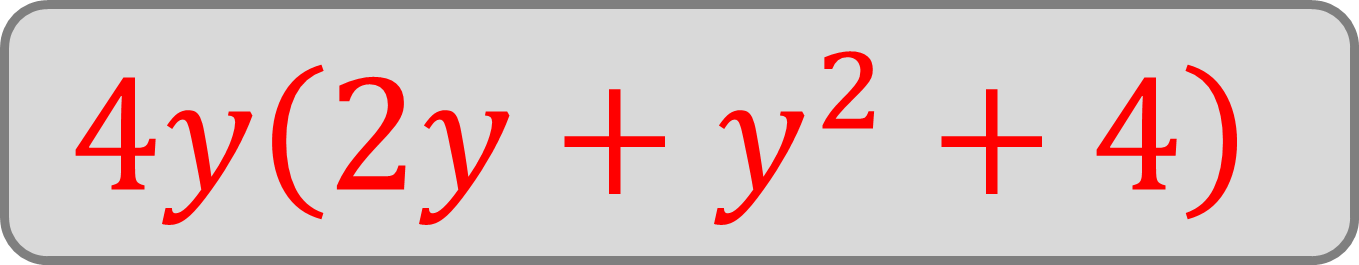 4y(2y + y² + 4)